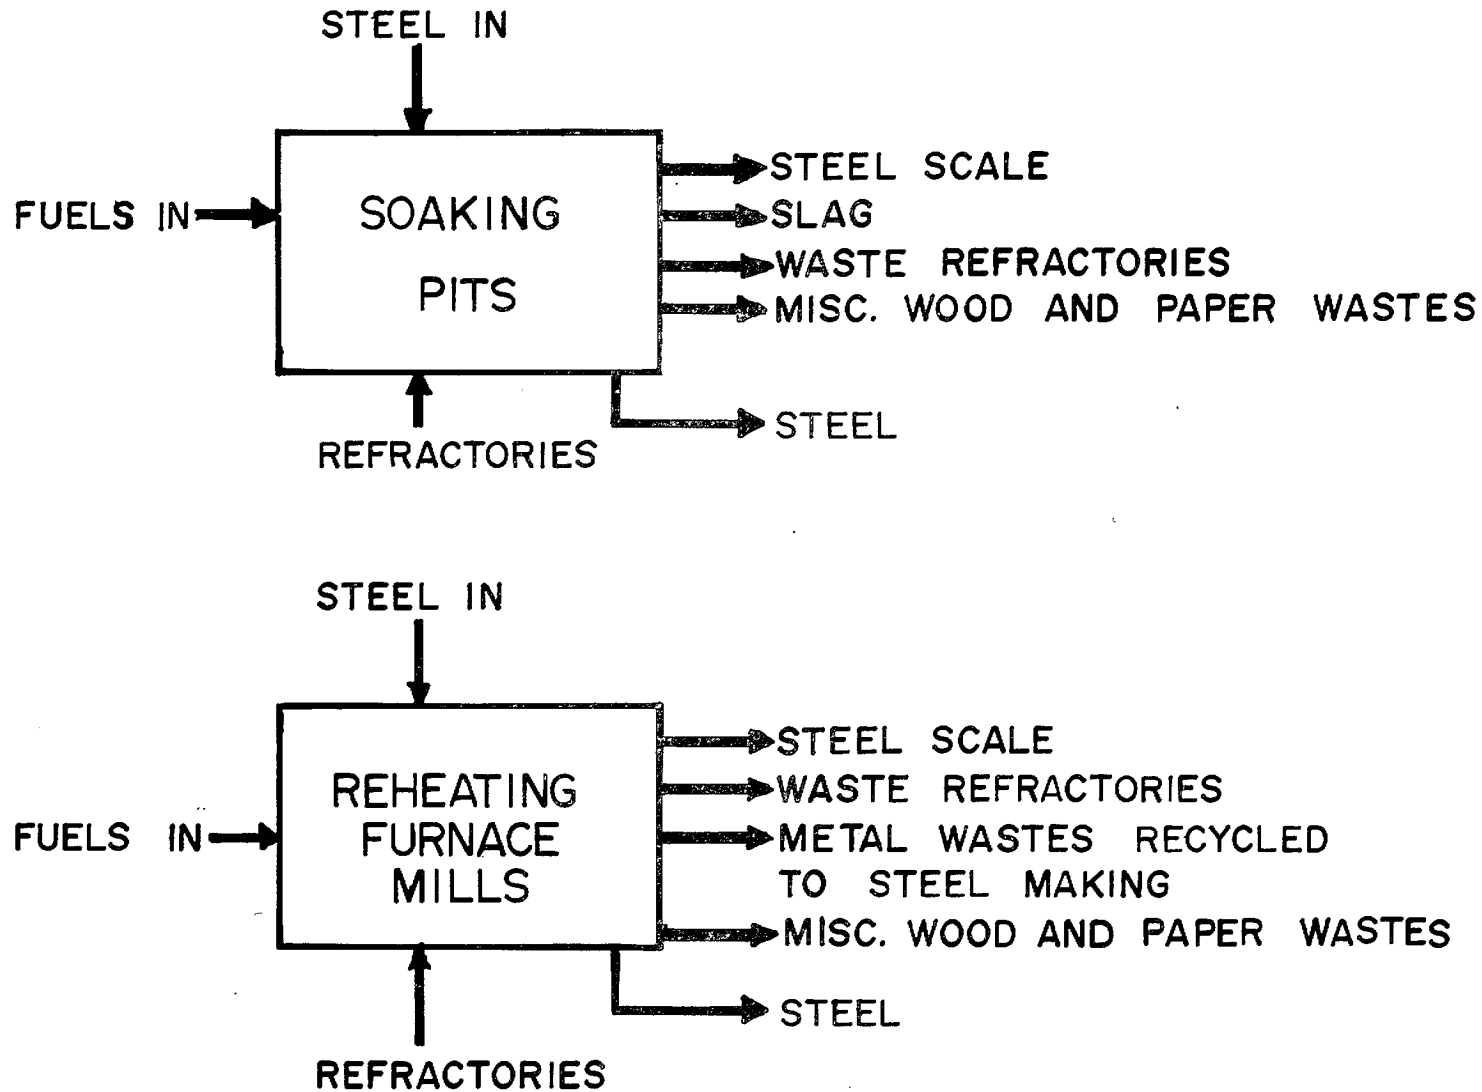 STEEL IN
FUELS IN
SOAKING
PITS
STEEL SCALE
SLAG
WASTE REFRACTORIES
MISC. WOOD AND PAPER WASTES
STEEL
REFRACTORIES
STEEL IN
FUELS IN
REHEATING
FURNACE
MILLS
STEEL SCALE
WASTE REFRACTORIES
METAL WASTES RECYCLED
TO STEEL MAKING
MISC. WOOD AND PAPER WASTES
STEEL
REFRACTORIES